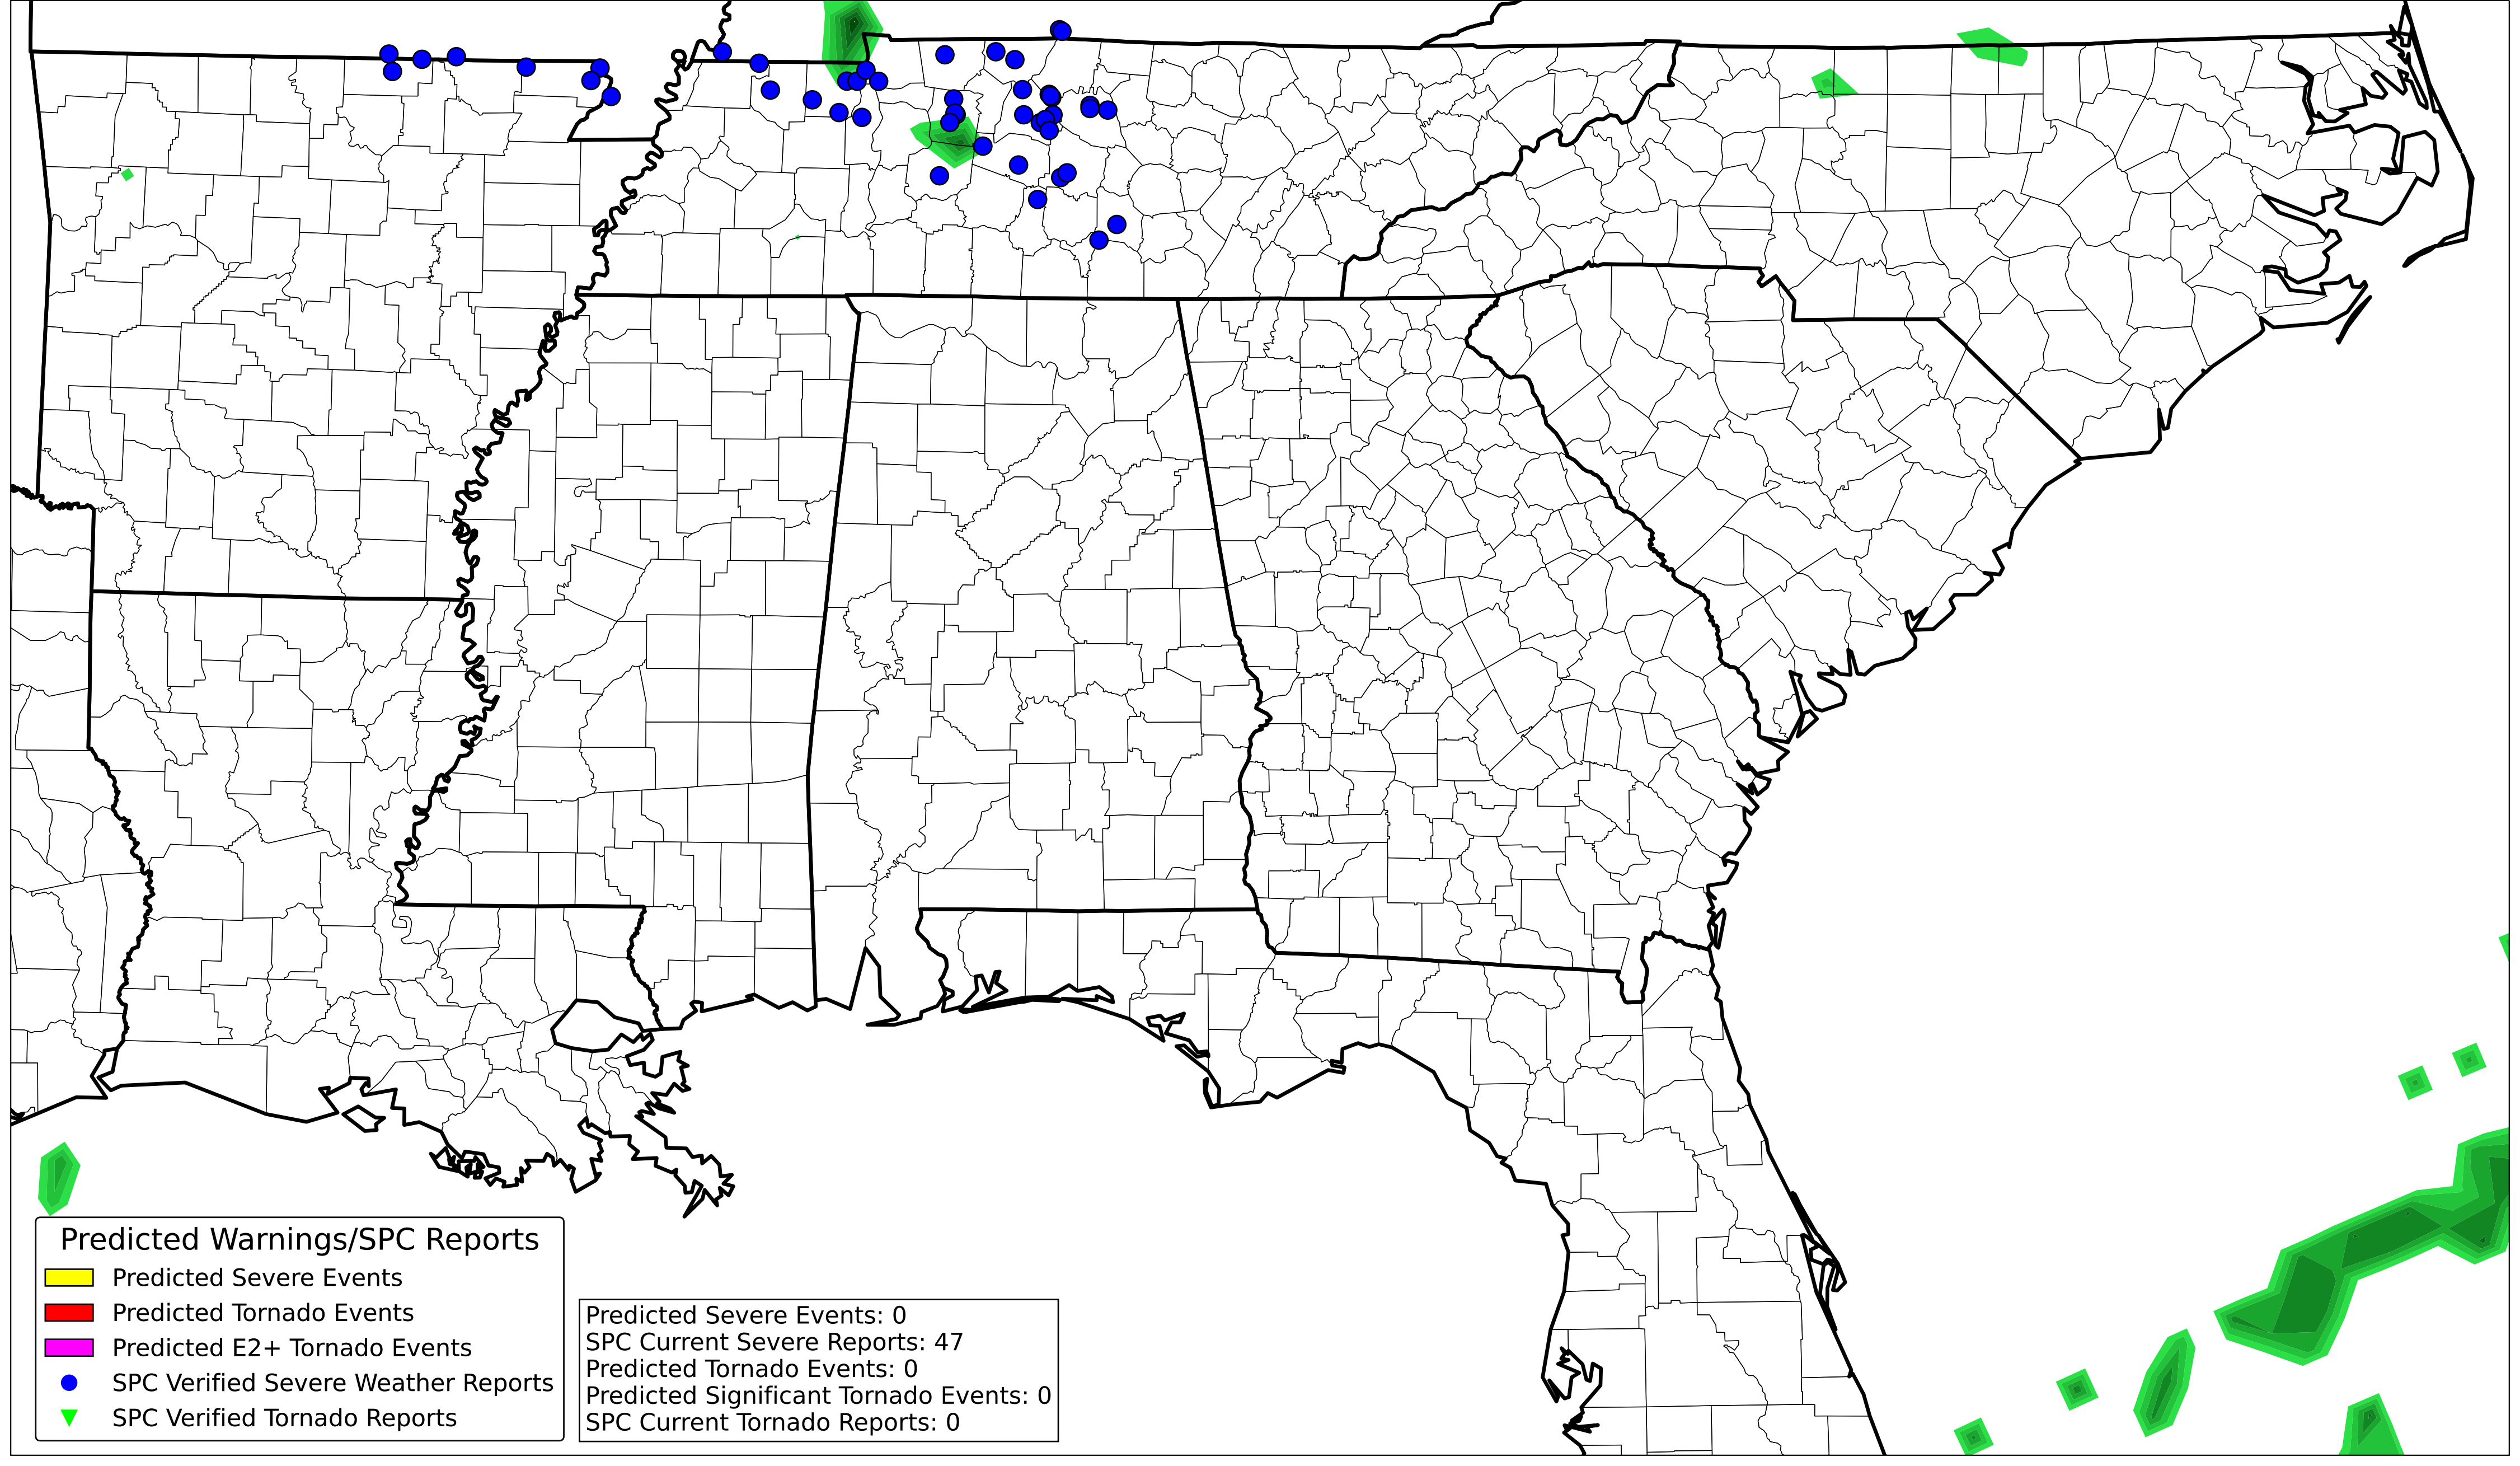 Predicted Warnings/SPC Reports
Predicted Severe Events
Predicted Tornado Events
Predicted E2+ Tornado Events
SPC Verified Severe Weather Reports
SPC Verified Tornado Reports
Predicted Severe Events: 0
SPC Current Severe Reports: 47
Predicted Tornado Events: 0
Predicted Significant Tornado Events: 0
SPC Current Tornado Reports: 0